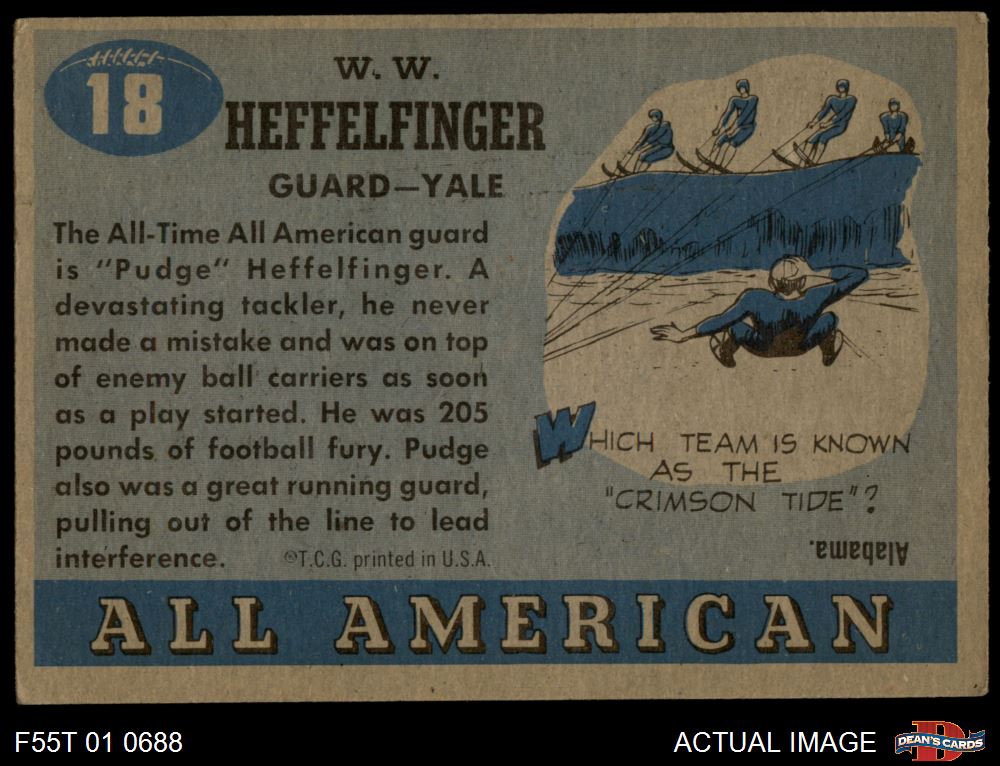 18
W. W.
HEFFELFINGER
GUARD—YALE
The All-Time All American guard
is "Pudge" Heffelfinger. A
devastating tackler, he never
made a mistake and was on top
of enemy ball carriers as soon
as a play started. He was 205
pounds of football fury. Pudge
also was a great running guard,
pulling out of the line to lead
interference.
©T.C.G. printed in U.S.A.
WHICH TEAM IS KNOWN
AS THE
"CRIMSON TIDE"?
Alabama.
ALL AMERICAN
F55T 01 0688
ACTUAL IMAGE
DEAN'S CARDS